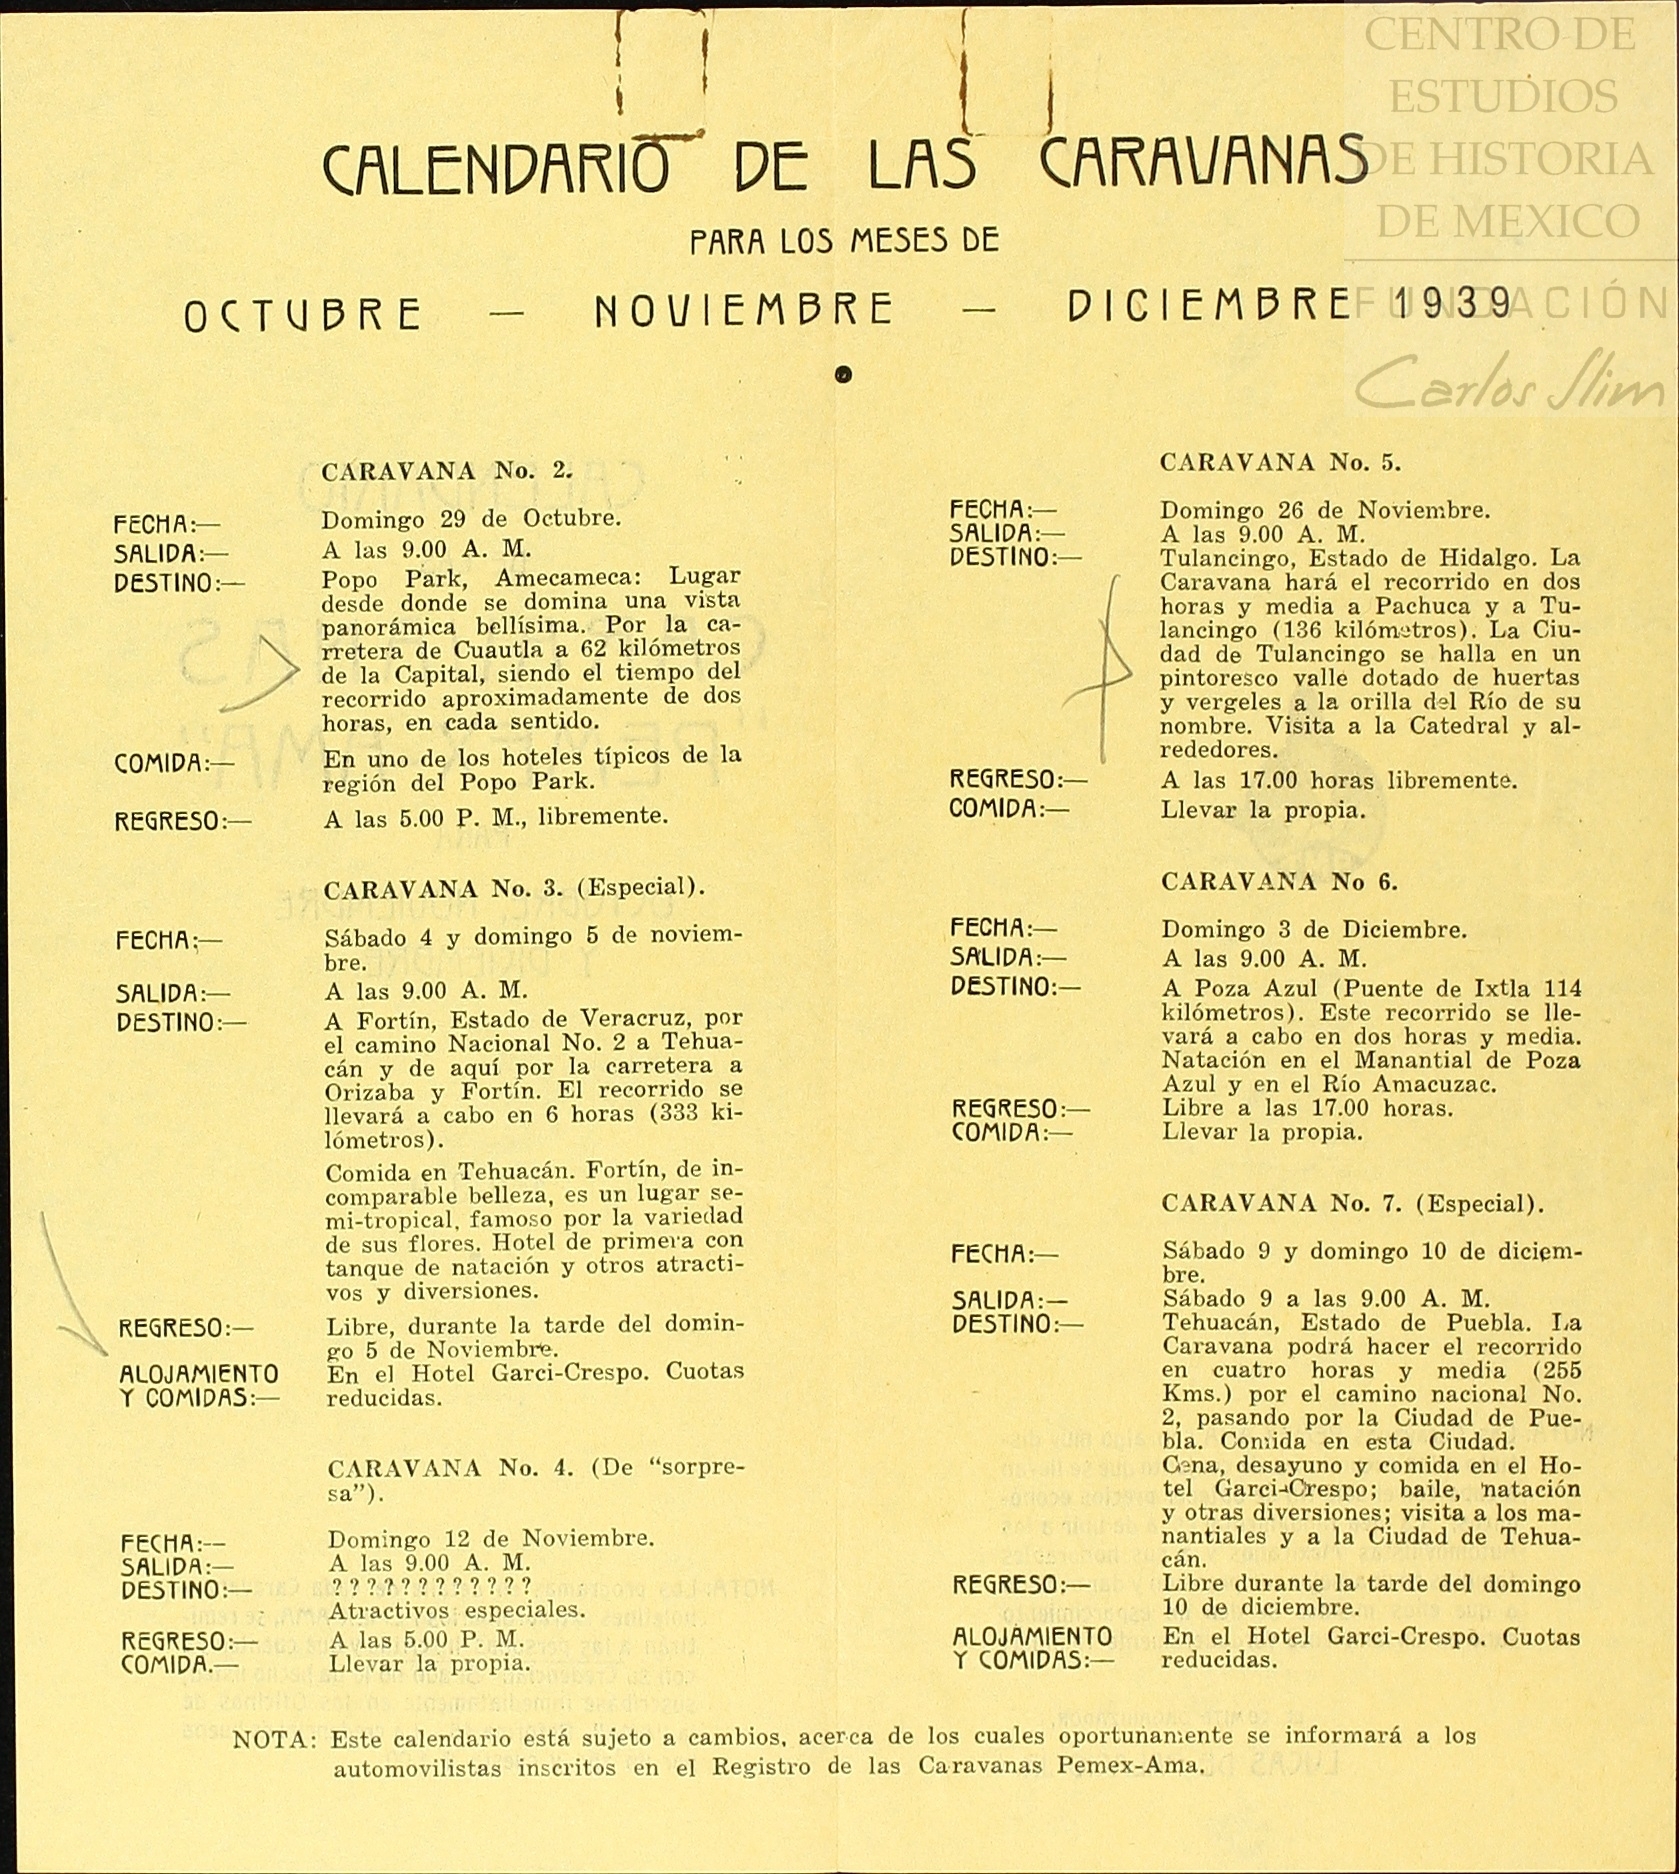 CENTRO DE
ESTUDIOS
DE HISTORIA
DE MEXICO
FUNDACIÓN
Carlos Slim
CALENDARIO DE LAS CARAVANAS
PARA LOS MESES DE
OCTUBRE — NOVIEMBRE — DICIEMBRE 1939
CARAVANA No. 2.
FECHA:— Domingo 29 de Octubre.
SALIDA:— A las 9.00 A. M.
DESTINO:— Popo Park, Amecameca: Lugar
desde donde se domina una vista
panorámica bellísima. Por la ca-
rretera de Cuautla a 62 kilómetros
de la Capital, siendo el tiempo del
recorrido aproximadamente de dos
horas, en cada sentido.
COMIDA:— En uno de los hoteles típicos de la
región del Popo Park.
REGRESO:— A las 5.00 P. M., libremente.
CARAVANA No. 3. (Especial).
FECHA:— Sábado 4 y domingo 5 de noviem-
bre.
SALIDA:— A las 9.00 A. M.
DESTINO:— A Fortín, Estado de Veracruz, por
el camino Nacional No. 2 a Tehua-
cán y de aquí por la carretera a
Orizaba y Fortín. El recorrido se
llevará a cabo en 6 horas (333 ki-
lómetros).
Comida en Tehuacán. Fortín, de in-
comparable belleza, es un lugar se-
mi-tropical, famoso por la variedad
de sus flores. Hotel de primera con
tanque de natación y otros atracti-
vos y diversiones.
REGRESO:— Libre, durante la tarde del domin-
go 5 de Noviembre.
ALOJAMIENTO En el Hotel Garci-Crespo. Cuotas
Y COMIDAS:— reducidas.
CARAVANA No. 4. (De “sorpre-
sa”).
FECHA:-- Domingo 12 de Noviembre.
SALIDA:— A las 9.00 A. M.
DESTINO:— ? ? ? ? ? ? ? ? ? ? ? ?
Atractivos especiales.
REGRESO:— A las 5.00 P. M.
COMIDA.— Llevar la propia.
CARAVANA No. 5.
FECHA:— Domingo 26 de Noviembre.
SALIDA:— A las 9.00 A. M.
DESTINO:— Tulancingo, Estado de Hidalgo. La
Caravana hará el recorrido en dos
horas y media a Pachuca y a Tu-
lancingo (136 kilómetros). La Ciu-
dad de Tulancingo se halla en un
pintoresco valle dotado de huertas
y vergeles a la orilla del Río de su
nombre. Visita a la Catedral y al-
rededores.
REGRESO:— A las 17.00 horas libremente.
COMIDA:— Llevar la propia.
CARAVANA No 6.
FECHA:— Domingo 3 de Diciembre.
SALIDA:— A las 9.00 A. M.
DESTINO:— A Poza Azul (Puente de Ixtla 114
kilómetros). Este recorrido se lle-
vará a cabo en dos horas y media.
Natación en el Manantial de Poza
Azul y en el Río Amacuzac.
REGRESO:— Libre a las 17.00 horas.
COMIDA:— Llevar la propia.
CARAVANA No. 7. (Especial).
FECHA:— Sábado 9 y domingo 10 de diciem-
bre.
SALIDA:— Sábado 9 a las 9.00 A. M.
DESTINO:— Tehuacán, Estado de Puebla. La
Caravana podrá hacer el recorrido
en cuatro horas y media (255
Kms.) por el camino nacional No.
2, pasando por la Ciudad de Pue-
bla. Comida en esta Ciudad.
Cena, desayuno y comida en el Ho-
tel Garci-Crespo; baile, natación
y otras diversiones; visita a los ma-
nantiales y a la Ciudad de Tehua-
cán.
REGRESO:— Libre durante la tarde del domingo
10 de diciembre.
ALOJAMIENTO En el Hotel Garci-Crespo. Cuotas
Y COMIDAS:— reducidas.
NOTA: Este calendario está sujeto a cambios, acerca de los cuales oportunamente se informará a los
automovilistas inscritos en el Registro de las Caravanas Pemex-Ama.